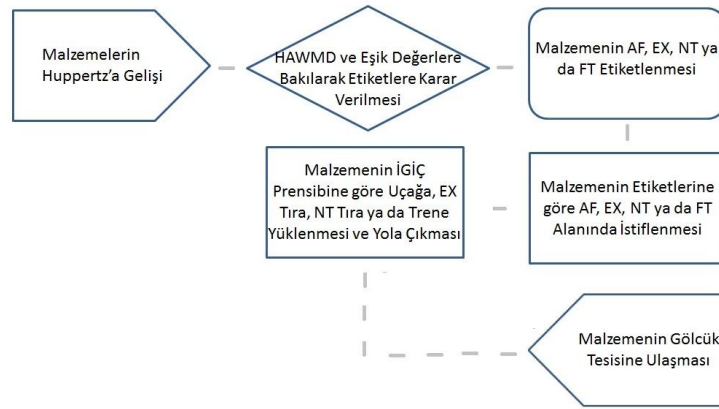 Malzemelerin
Huppertz’a Gelişi
HAWMD ve Eşik Değerlere
Bakılarak Etiketlere Karar
Verilmesi
Malzemenin AF, EX, NT ya
da FT Etiketlenmesi
Malzemenin İGİÇ
Prensibine göre Uçağa, EX
Tıra, NT Tıra ya da Trene
Yüklenmesi ve Yola Çıkması
Malzemenin Etiketlerine
göre AF, EX, NT ya da FT
Alanında İstiflenmesi
Malzemenin Gölcük
Tesisine Ulaşması